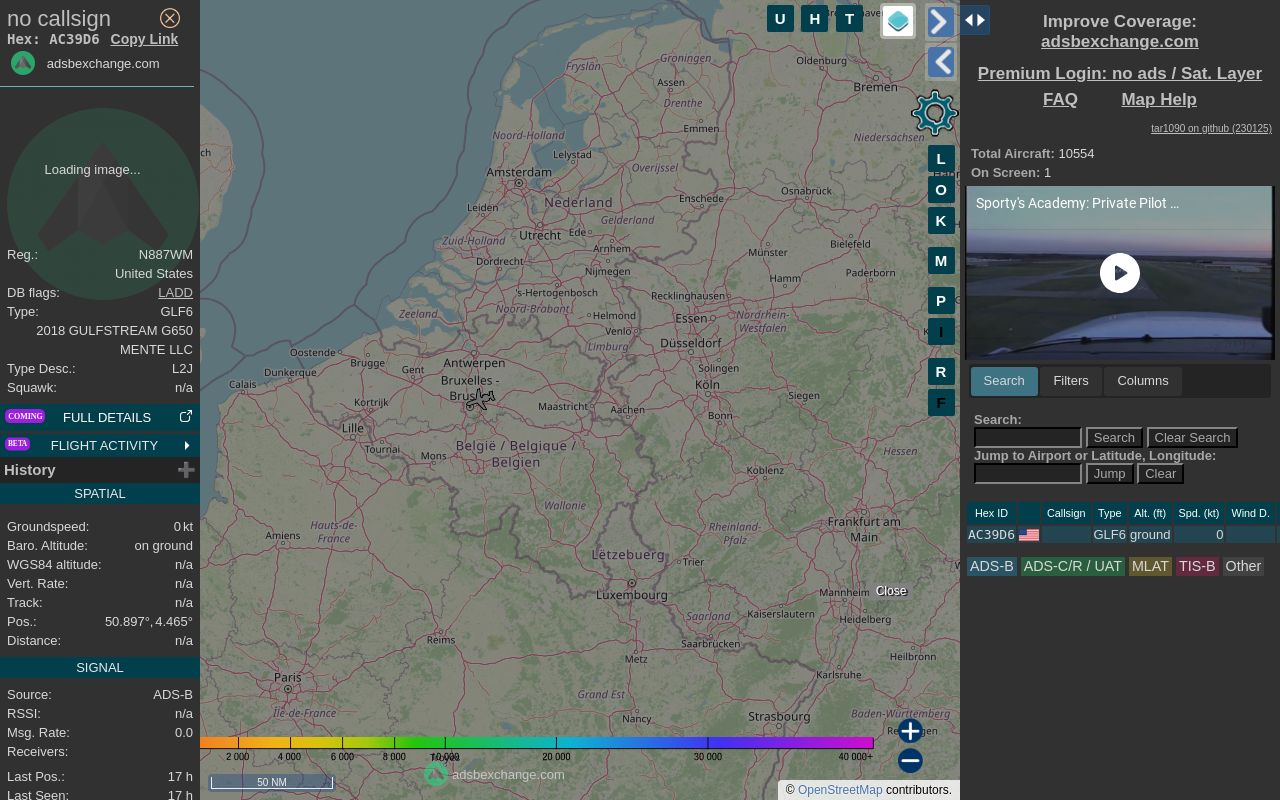 no callsign
Hex: AC39D6 Copy Link
adsbexchange.com
Loading image...
Reg.: N887WM
United States
DB flags: LADD
Type: GLF6
2018 GULFSTREAM G650
MENTE LLC
Type Desc.: L2J
Squawk: n/a
COMING FULL DETAILS
BETA FLIGHT ACTIVITY
History
SPATIAL
Groundspeed: 0 kt
Baro. Altitude: on ground
WGS84 altitude: n/a
Vert. Rate: n/a
Track: n/a
Pos.: 50.897°, 4.465°
Distance: n/a
SIGNAL
Source: ADS-B
RSSI: n/a
Msg. Rate: 0.0
Receivers:
Last Pos.: 17 h
Last Seen: 17 h
U H T
L
O
K
M
P
I
R
F
Oldenburg
Bremen
Groningen
Fryslân
Assen
Drenthe
Emmen
Niedersachsen
Noord-Holland
Lelystad
Overijssel
Amsterdam
Osnabrück
Leiden
Nederland
Enschede
Gelderland
Utrecht
Ede
Zuid-Holland
Arnhem
Münster
Bielefeld
Dordrecht
Nijmegen
Hamm
Paderborn
's-Hertogenbosch
Recklinghausen
Noord-Brabant
Zeeland
Helmond
Essen
Nordrhein-
Westfalen
Venlo
Limburg
Düsseldorf
Oostende
Brugge
Antwerpen
Solingen
Dunkerque
Gent
Calais
Bruxelles -
Köln
Kortrijk
Maastricht
Aachen
Siegen
Bonn
Lille
Tournai
Mons
België / Belgique /
Belgien
Hessen
Koblenz
Wallonie
Hauts-de-
France
Amiens
Rheinland-
Pfalz
Frankfurt am
Main
Lëtzebuerg
Trier
Luxembourg
Mannheim
Close
Saarland
Kaiserslautern
Heidelberg
Reims
Saarbrücken
Metz
Heilbronn
Karlsruhe
Paris
Grand Est
Île-de-France
Nancy
Strasbourg
Baden-Württemberg
2 000 4 000 6 000 8 000 10 000 20 000 30 000 40 000+
adsbexchange.com
50 NM
© OpenStreetMap contributors.
Improve Coverage:
adsbexchange.com
Premium Login: no ads / Sat. Layer
FAQ Map Help
tar1090 on github (230125)
Total Aircraft: 10554
On Screen: 1
Sporty's Academy: Private Pilot ...
Search Filters Columns
Search:
Search Clear Search
Jump to Airport or Latitude, Longitude:
Jump Clear
Hex ID Callsign Type Alt. (ft) Spd. (kt) Wind D.
AC39D6 GLF6 ground 0
ADS-B ADS-C/R / UAT MLAT TIS-B Other